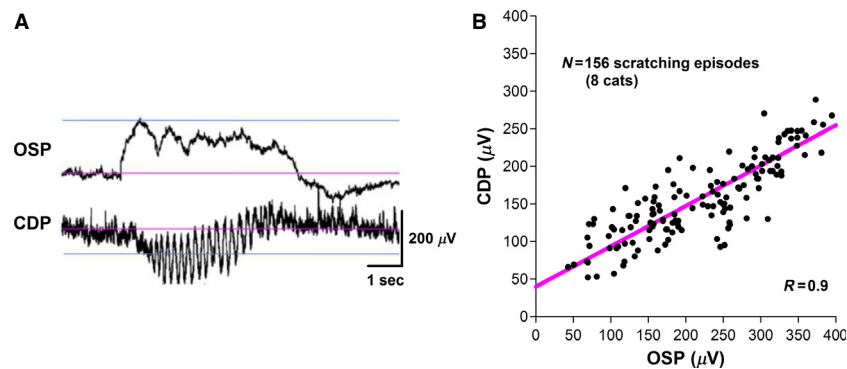 A
OSP
CDP
200 μV
1 sec
B
400
350
300
250
200
150
100
50
0
CDP (μV)
N=156 scratching episodes
(8 cats)
R=0.9
0 50 100 150 200 250 300 350 400
OSP (μV)